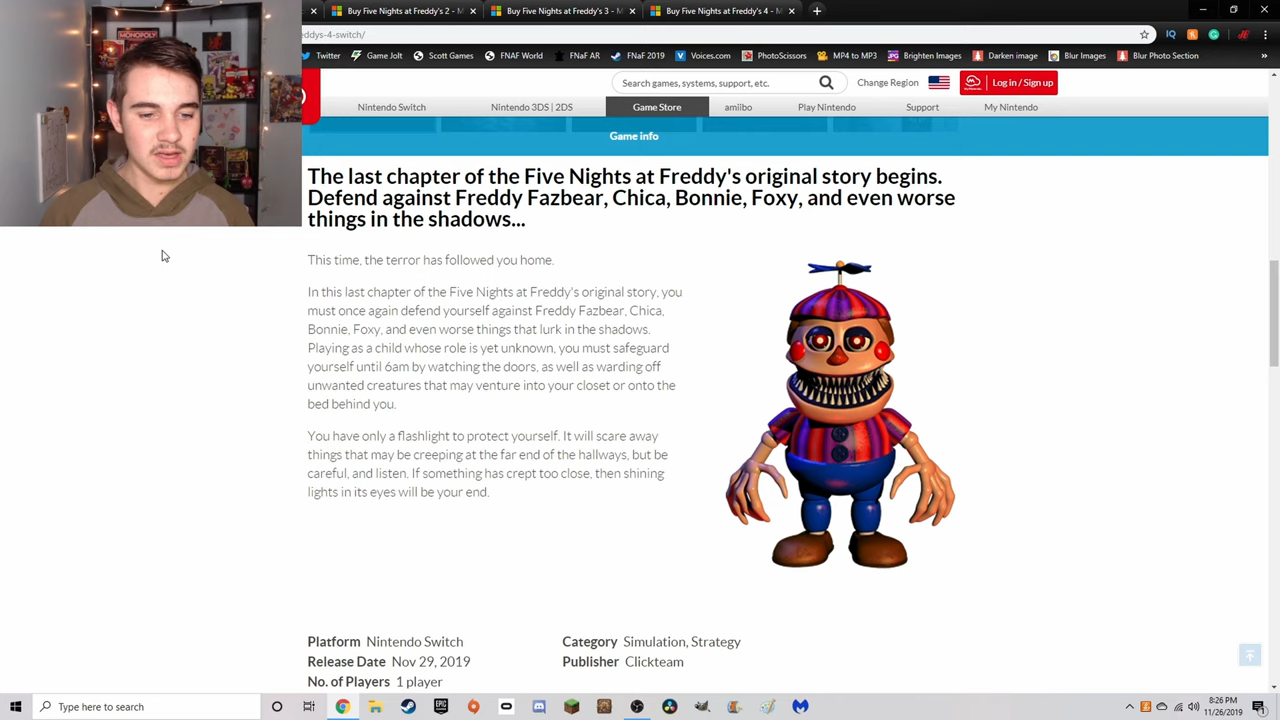 Buy Five Nights at Freddy's 2 - N
Buy Five Nights at Freddy's 3 - N
Buy Five Nights at Freddy's 4 - N
eddys-4-switch/
Twitter
Game Jolt
Scott Games
FNAF World
FNaF AR
FNAF 2019
Voices.com
PhotoScissors
MP4 to MP3
Brighten Images
Darken image
Blur Images
Blur Photo Section
MONOPOLY
Search games, systems, support, etc.
Change Region
Log in / Sign up
Nintendo Switch
Nintendo 3DS | 2DS
Game Store
amiibo
Play Nintendo
Support
My Nintendo
Game info
The last chapter of the Five Nights at Freddy's original story begins.
Defend against Freddy Fazbear, Chica, Bonnie, Foxy, and even worse
things in the shadows...
This time, the terror has followed you home.
In this last chapter of the Five Nights at Freddy's original story, you
must once again defend yourself against Freddy Fazbear, Chica,
Bonnie, Foxy, and even worse things that lurk in the shadows.
Playing as a child whose role is yet unknown, you must safeguard
yourself until 6am by watching the doors, as well as warding off
unwanted creatures that may venture into your closet or onto the
bed behind you.
You have only a flashlight to protect yourself. It will scare away
things that may be creeping at the far end of the hallways, but be
careful, and listen. If something has crept too close, then shining
lights in its eyes will be your end.
Platform Nintendo Switch
Category Simulation, Strategy
Release Date Nov 29, 2019
Publisher Clickteam
No. of Players 1 player
Type here to search
8:26 PM
11/26/2019